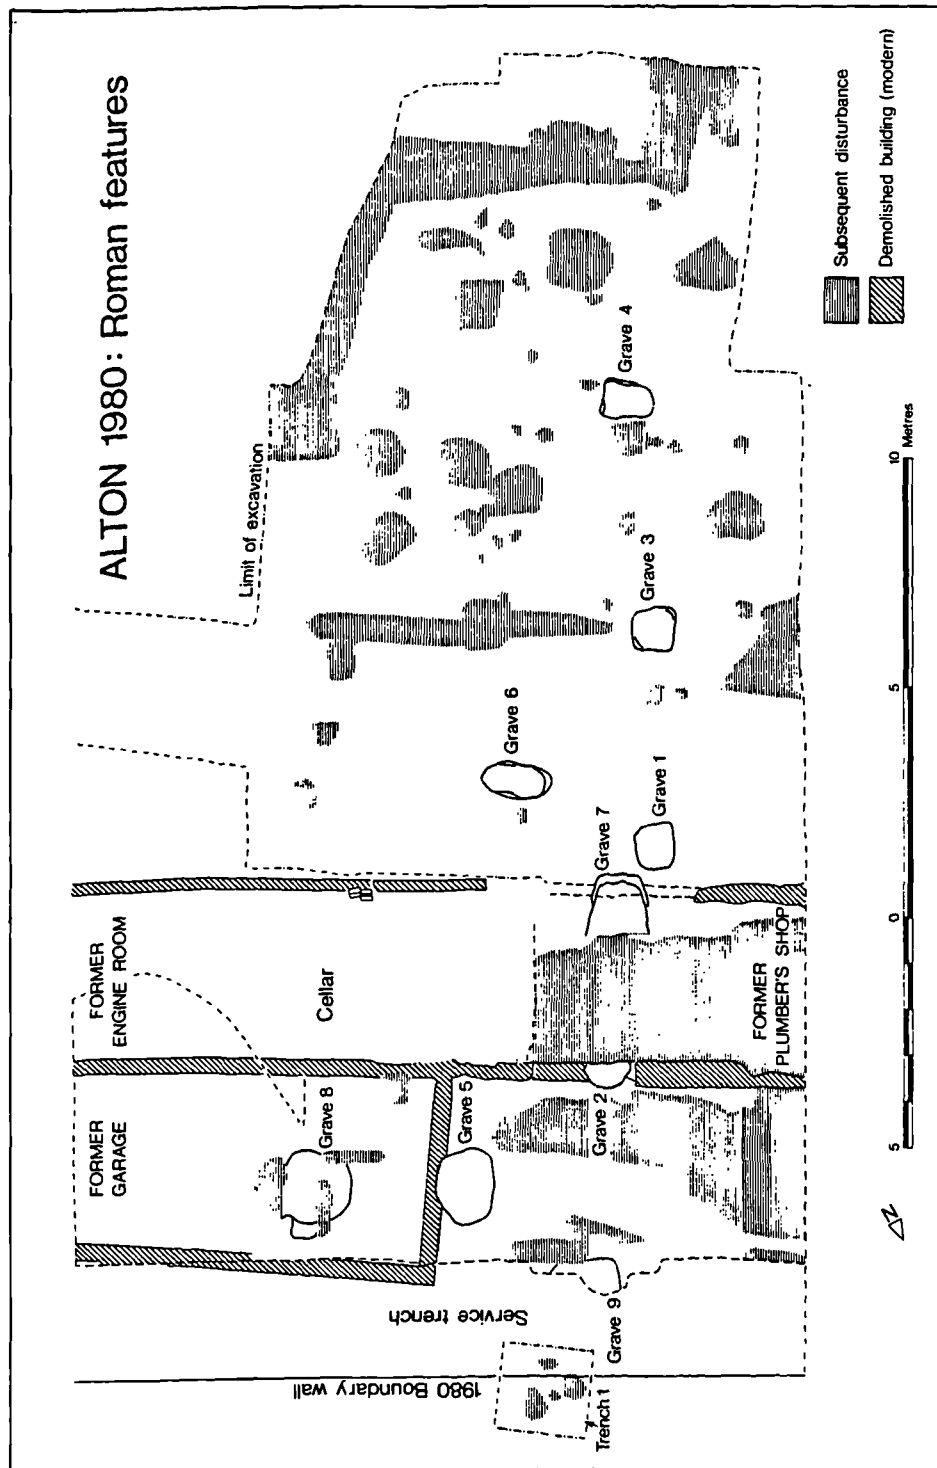 ALTON 1980: Roman features
Limit of excavation
Subsequent disturbance
Demolished building (modern)
Grave 4
Grave 3
Grave 6
Grave 1
Grave 7
FORMER
ENGINE ROOM
Cellar
FORMER
PLUMBER'S SHOP
FORMER
GARAGE
Grave 8
Grave 5
Grave 2
Grave 9
Service trench
1980 Boundary wall
Trench 1
5
0
5
10
Metres
N